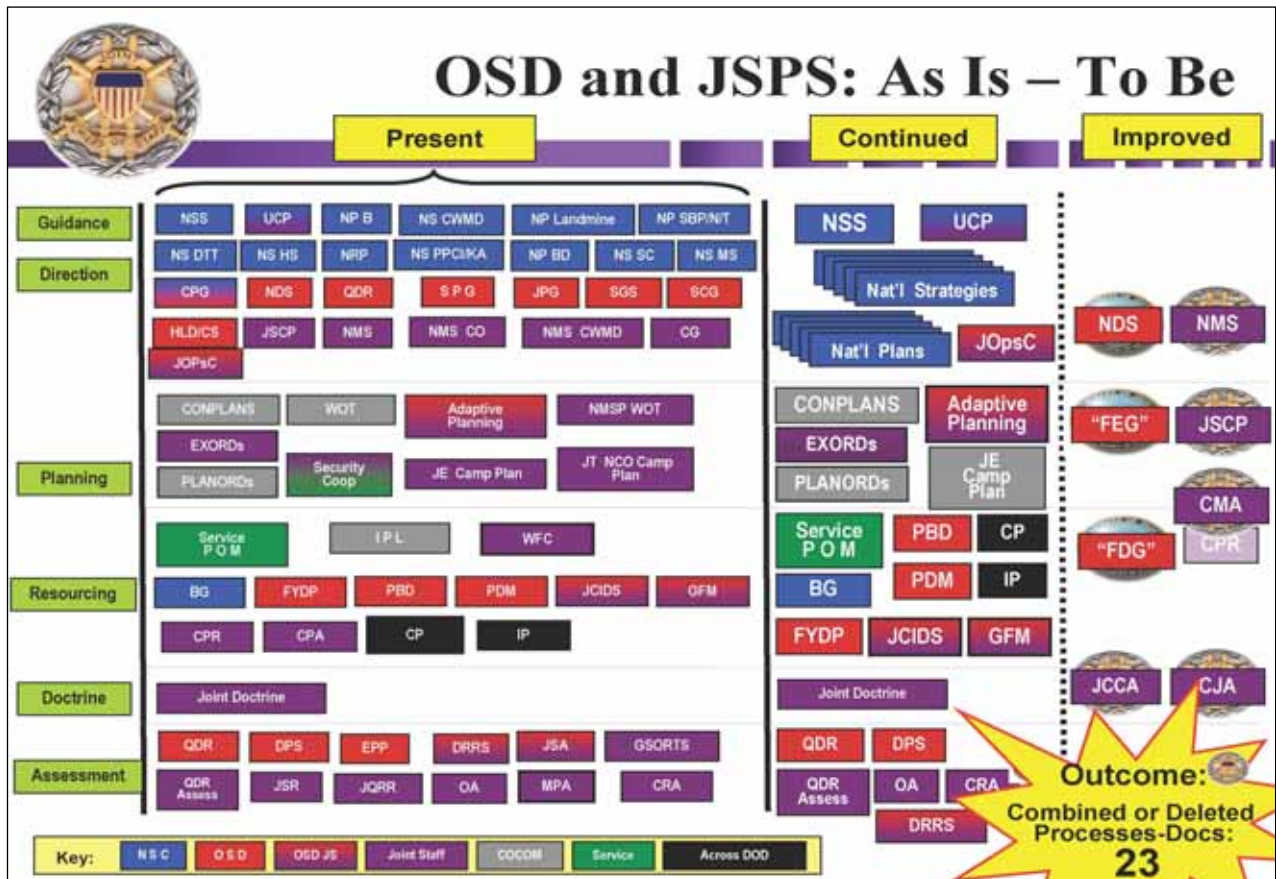 OSD and JSPS: As Is – To Be
Present
Continued
Improved
Guidance
Direction
Planning
Resourcing
Doctrine
Assessment
NSS UCP NP B NS CWMD NP Landmine NP SBP/N/T
NS DTT NS HS NRP NS PPCI/KA NP BD NS SC NS MS
CPG NDS QDR S P G JPG SGS SCG
HLD/CS JSCP NMS NMS CO NMS CWMD CG
JOPsC
CONPLANS WOT Adaptive NMSP WOT
Planning
EXORDs
Security
Coop
JE Camp Plan
JT NCO Camp
Plan
PLANORDs
Service
P O M
I P L
WFC
BG FYDP PBD PDM JCIDS GFM
CPR CPA CP IP
Joint Doctrine
QDR DPS EPP DRRS JSA GSORTS
QDR
Assess
JSR JQRR OA MPA CRA
NSS UCP
Nat'l Strategies
Nat'l Plans
JOpsC
CONPLANS
Adaptive
Planning
EXORDs
PLANORDs
JE
Camp
Plan
Service
P O M
PBD CP
BG PDM IP
FYDP JCIDS GFM
Joint Doctrine
QDR DPS
QDR
Assess
OA CRA
DRRS
NDS NMS
"FEG" JSCP
CMA
"FDG" CPR
JCCA CJA
Outcome:
Combined or Deleted
Processes-Docs:
23
Key: N S C O S D OSD JS Joint Staff COCOM Service Across DOD